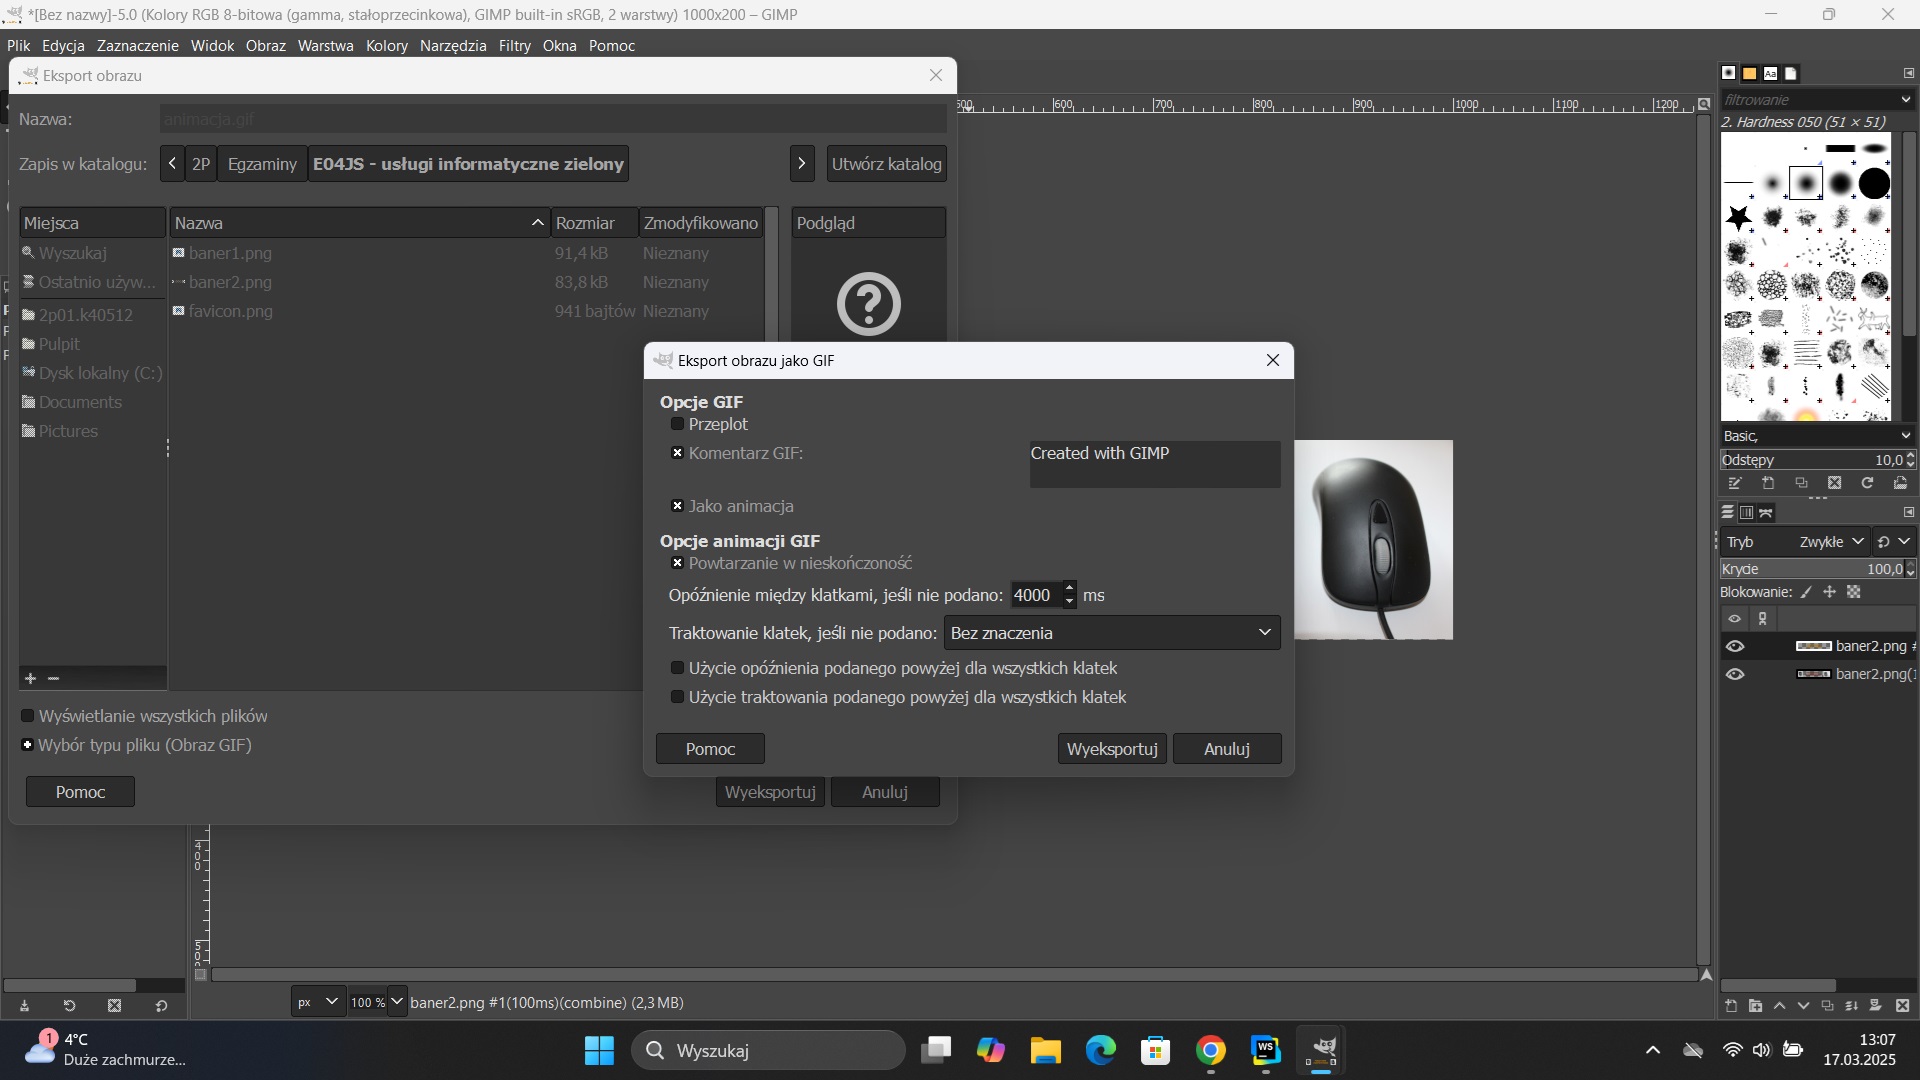 *[Bez nazwy]-5.0 (Kolory RGB 8-bitowa (gamma, stałoprzecinkowa), GIMP built-in sRGB, 2 warstwy) 1000x200 – GIMP
Plik Edycja Zaznaczenie Widok Obraz Warstwa Kolory Narzędzia Filtry Okna Pomoc
Eksport obrazu
Nazwa: animacja.gif
Zapis w katalogu: 2P Egzaminy E04JS - usługi informatyczne zielony Utwórz katalog
Miejsca Nazwa Rozmiar Zmodyfikowano Podgląd
Wyszukaj baner1.png 91,4 kB Nieznany
Ostatnio używ... baner2.png 83,8 kB Nieznany
2p01.k40512 favicon.png 941 bajtów Nieznany
Pulpit
Dysk lokalny (C:)
Documents
Pictures
Wyświetlanie wszystkich plików
Wybór typu pliku (Obraz GIF)
Pomoc Wyeksportuj Anuluj
Eksport obrazu jako GIF
Opcje GIF
Przeplot
Komentarz GIF: Created with GIMP
Jako animacja
Opcje animacji GIF
Powtarzanie w nieskończoność
Opóźnienie między klatkami, jeśli nie podano: 4000 ms
Traktowanie klatek, jeśli nie podano: Bez znaczenia
Użycie opóźnienia podanego powyżej dla wszystkich klatek
Użycie traktowania podanego powyżej dla wszystkich klatek
Pomoc Wyeksportuj Anuluj
600 700 800 900 1000 1100 1200
400
px 100 % baner2.png #1(100ms)(combine) (2,3 MB)
Aa
filtrowanie
2. Hardness 050 (51 × 51)
Basic,
Odstępy 10,0
Tryb Zwykłe
Krycie 100,0
Blokowanie:
baner2.png #
baner2.png(1
1
4°C
Duże zachmurze...
Wyszukaj
WS
13:07
17.03.2025